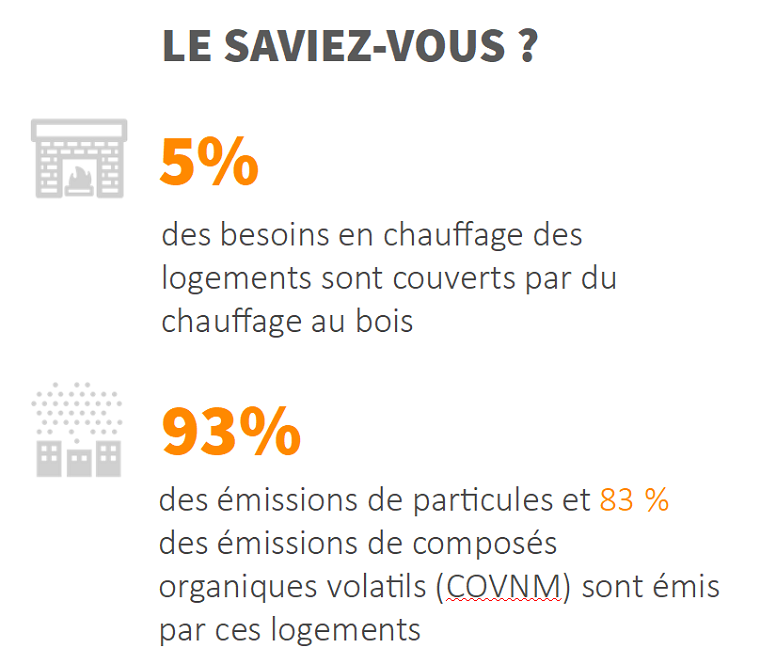 LE SAVIEZ-VOUS ?
5%
des besoins en chauffage des
logements sont couverts par du
chauffage au bois
93%
des émissions de particules et 83 %
des émissions de composés
organiques volatils (COVNM) sont émis
par ces logements